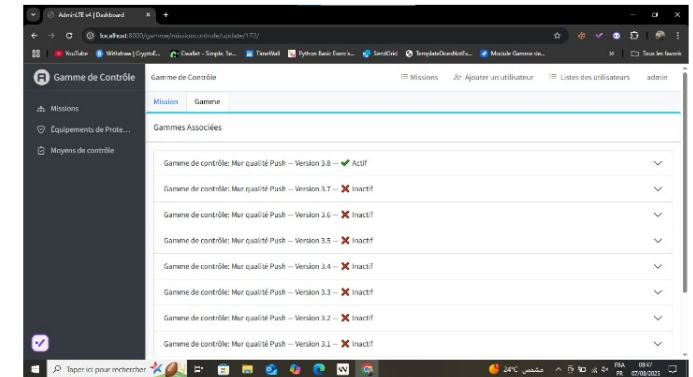 AdminLTE v4 | Dashboard
localhost:8000/gamme/missioncontrole/update/172/
YouTube
Withdraw | CryptoF...
Coollet - Simple, Se...
TimeWall
Python Basic Exercis...
SendGrid
TemplateDoesNotEx...
Module Gamme de...
Tous les favoris
Gamme de Contrôle
Missions
Équipements de Prote...
Moyens de contrôle
Gamme de Contrôle
Missions
Ajouter un utilisateur
Listes des utilisateurs
admin
Mission Gamme
Gammes Associées
Gamme de contrôle: Mur qualité Push — Version 3.8 — ✔ Actif
Gamme de contrôle: Mur qualité Push — Version 3.7 — ❌ Inactif
Gamme de contrôle: Mur qualité Push — Version 3.6 — ❌ Inactif
Gamme de contrôle: Mur qualité Push — Version 3.5 — ❌ Inactif
Gamme de contrôle: Mur qualité Push — Version 3.4 — ❌ Inactif
Gamme de contrôle: Mur qualité Push — Version 3.3 — ❌ Inactif
Gamme de contrôle: Mur qualité Push — Version 3.2 — ❌ Inactif
Gamme de contrôle: Mur qualité Push — Version 3.1 — ❌ Inactif
Taper ici pour rechercher
24°C مشمس
FRA
FR
08:47
07/08/2025